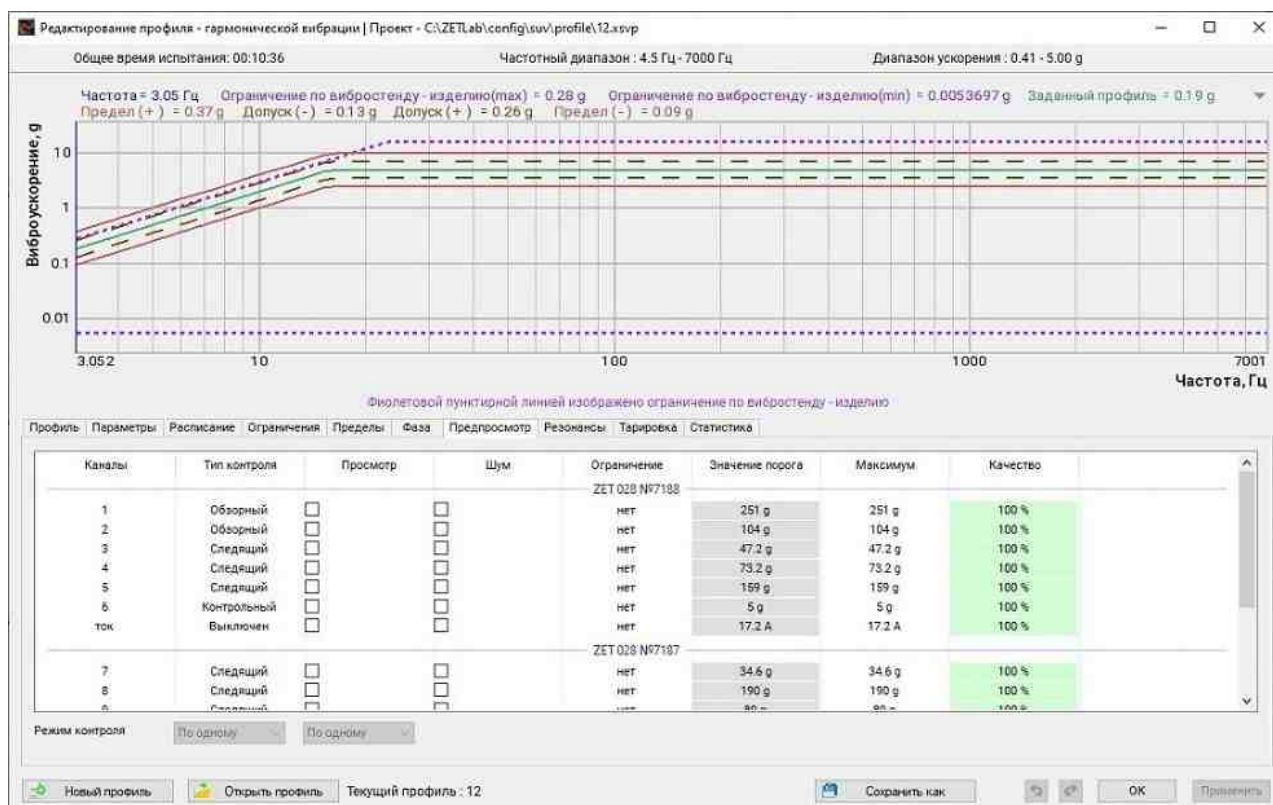 Редактирование профиля - гармонической вибрации | Проект - C:\ZETLab\config\suv\profile\12.xsvp
Общее время испытания: 00:10:36 Частотный диапазон : 4.5 Гц - 7000 Гц Диапазон ускорения : 0.41 - 5.00 g
Частота = 3.05 Гц Ограничение по вибростенду - изделию(max) = 0.28 g Ограничение по вибростенду - изделию(min) = 0.0053697 g Заданный профиль = 0.19 g
Предел ( + ) = 0.37 g Допуск ( - ) = 0.13 g Допуск ( + ) = 0.26 g Предел ( - ) = 0.09 g
Виброускорение, g
10
1
0.1
0.01
3.052 10 100 1000 7001
Частота, Гц
Фиолетовой пунктирной линией изображено ограничение по вибростенду - изделию
Профиль Параметры Расписание Ограничения Пределы Фаза Предпросмотр Резонансы Тарировка Статистика
Каналы Тип контроля Просмотр Шум Ограничение Значение порога Максимум Качество
ZET 028 №7188
1 Обзорный нет 251 g 251 g 100 %
2 Обзорный нет 104 g 104 g 100 %
3 Следящий нет 47.2 g 47.2 g 100 %
4 Следящий нет 73.2 g 73.2 g 100 %
5 Следящий нет 159 g 159 g 100 %
6 Контрольный нет 5 g 5 g 100 %
ток Выключен нет 17.2 A 17.2 A 100 %
ZET 028 №7187
7 Следящий нет 34.6 g 34.6 g 100 %
8 Следящий нет 190 g 190 g 100 %
Режим контроля По одному По одному
Новый профиль Открыть профиль Текущий профиль : 12 Сохранить как OK Применить